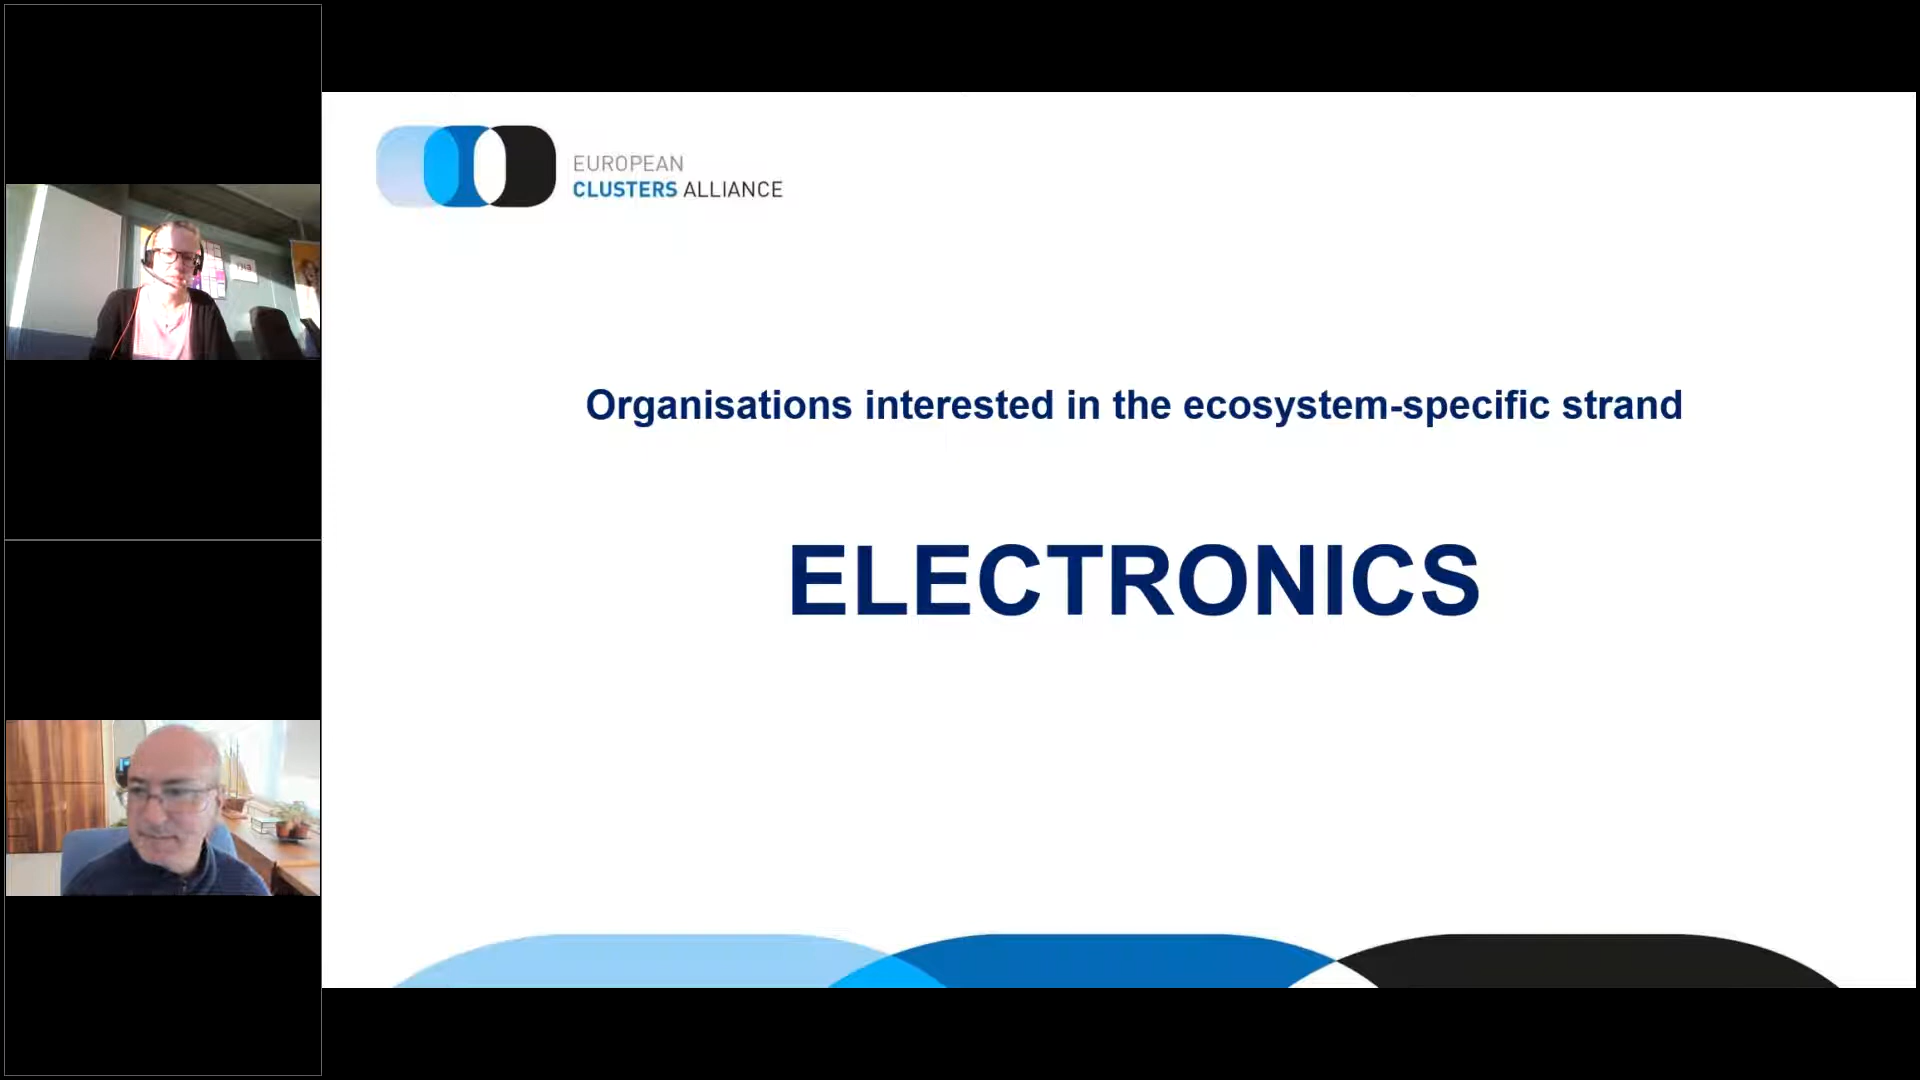 EUROPEAN
CLUSTERS ALLIANCE
Organisations interested in the ecosystem-specific strand
ELECTRONICS